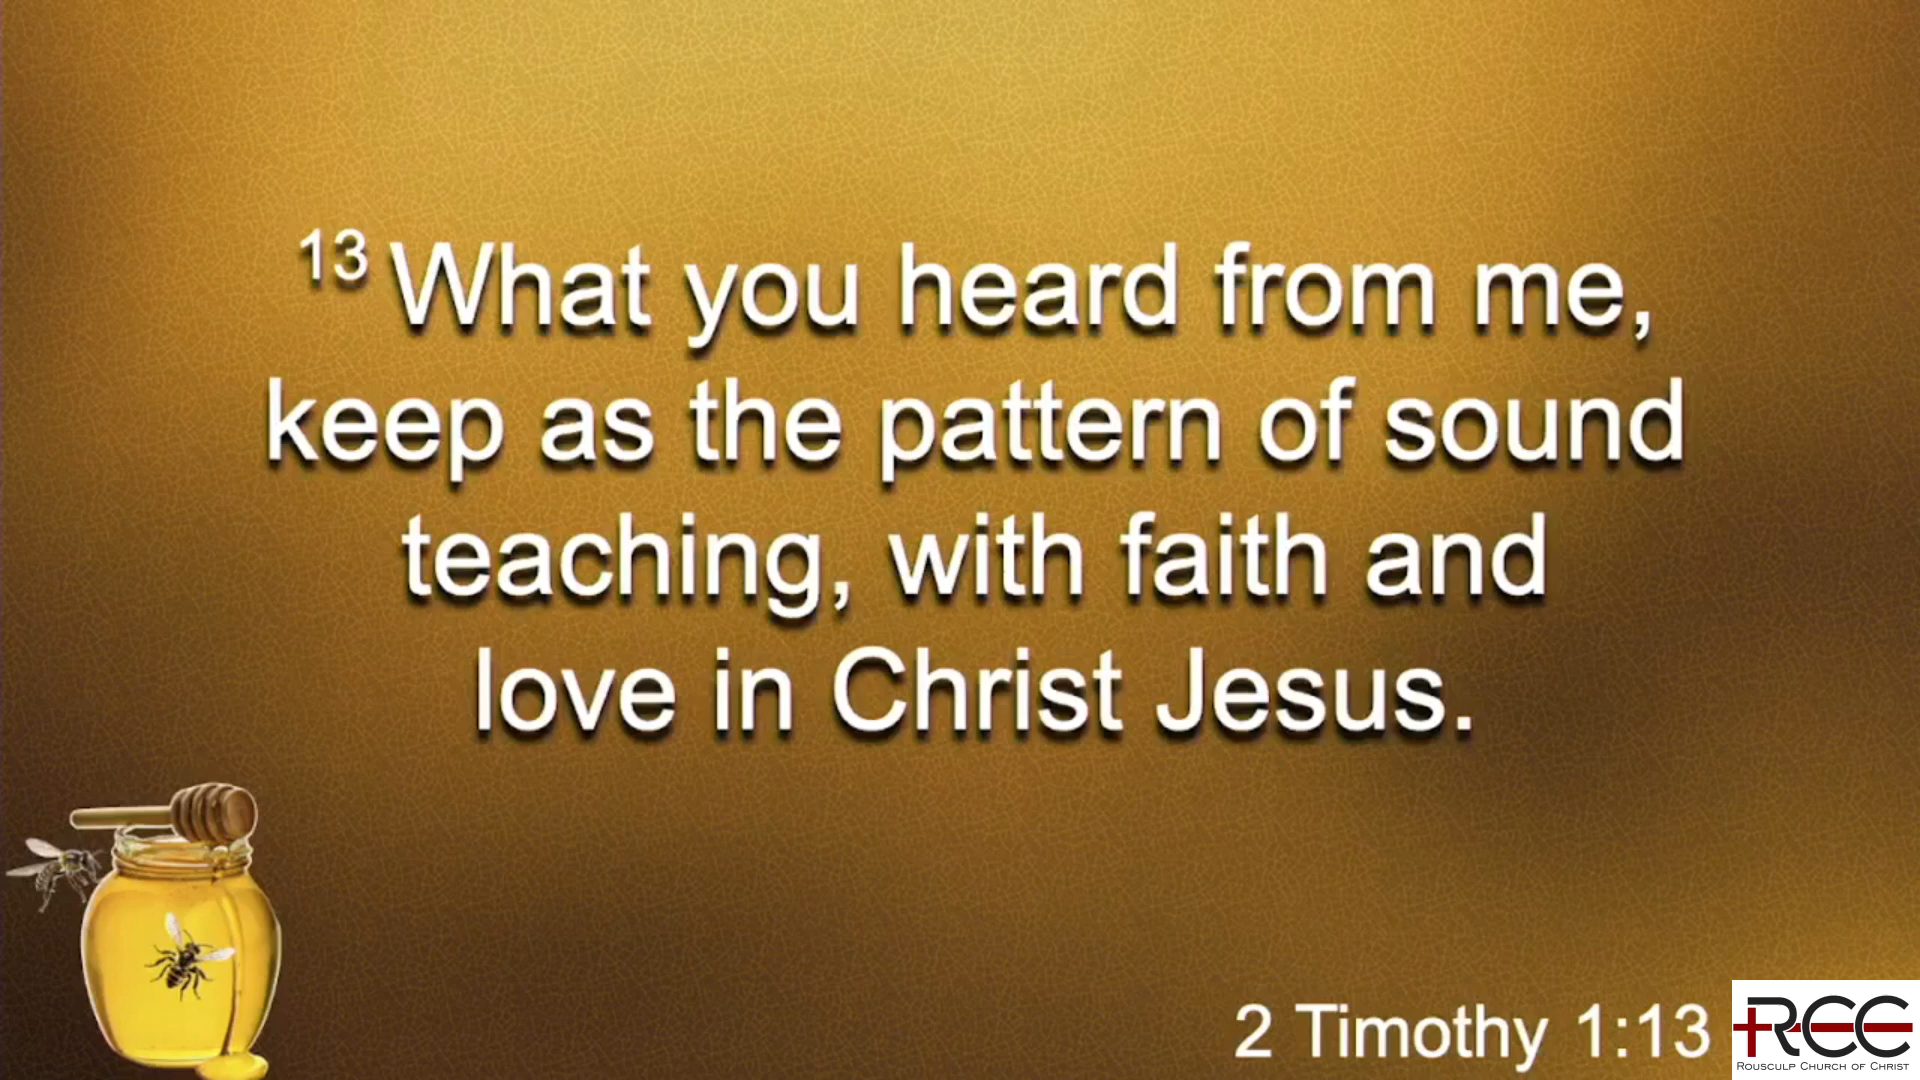 13 What you heard from me,
keep as the pattern of sound
teaching, with faith and
love in Christ Jesus.
2 Timothy 1:13
RCC
Rousculp Church of Christ